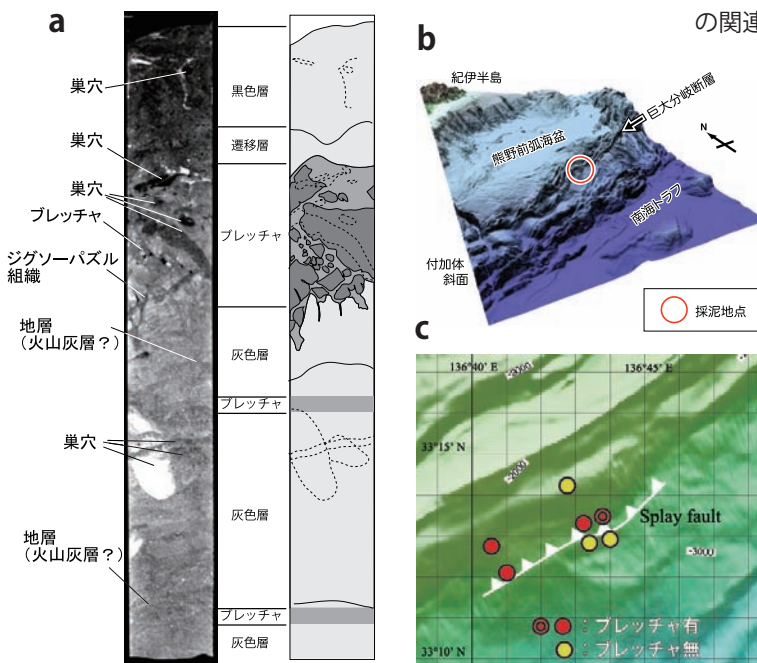 の関連
a
巣穴
巣穴
巣穴
ブレッチャ
ジグソーパズル
組織
地層
（火山灰層？）
巣穴
地層
（火山灰層？）
黒色層
遷移層
ブレッチャ
灰色層
ブレッチャ
灰色層
ブレッチャ
灰色層
b
紀伊半島
巨大分岐断層
熊野前弧海盆
N
南海トラフ
付加体
斜面
採泥地点
c
136°40' E
136°45' E
33°15' N
-2000
Splay fault
-3000
：ブレッチャ有
：ブレッチャ無
33°10' N